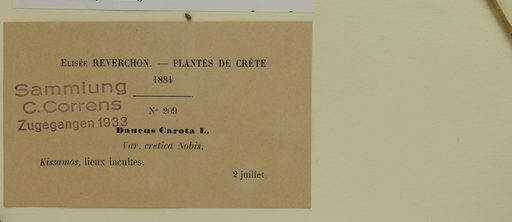 Elisée REVERCHON. — PLANTES DE CRÈTE
1884
Sammlung
C. Correns
Zugegangen 1933
N° 209
Daucus Carota L.
Var. cretica Nobis.
Kissamos, lieux incultes.
2 juillet